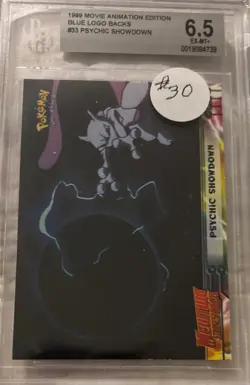 1999 MOVIE ANIMATION EDITION
BLUE LOGO BACKS
#33 PSYCHIC SHOWDOWN
6.5
EX-MT+
$30
POKéMON
PSYCHIC SHOWDOWN